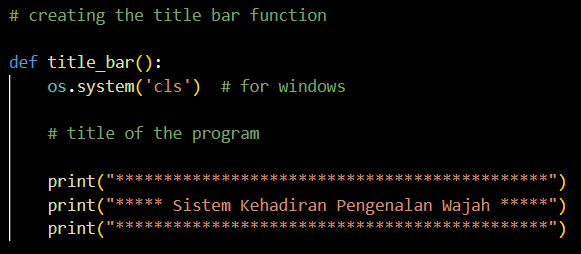 # creating the title bar function
def title_bar():
    os.system('cls')  # for windows
    # title of the program
    print("*********************************************")
    print("***** Sistem Kehadiran Pengenalan Wajah *****")
    print("*********************************************")